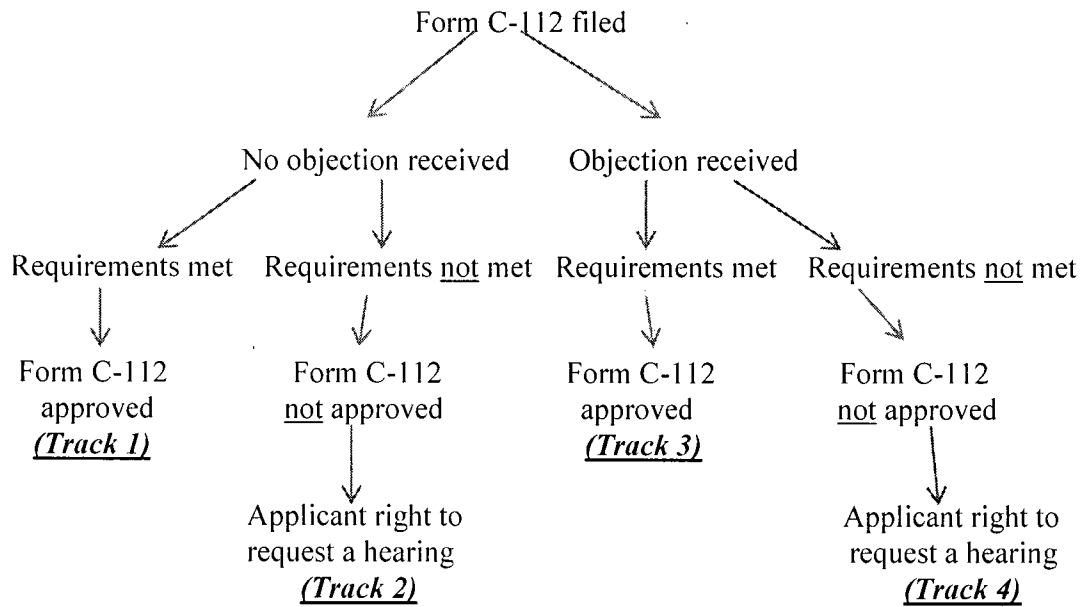 Form C-112 filed
No objection received
Objection received
Requirements met
Requirements not met
Requirements met
Requirements not met
Form C-112
approved
(Track 1)
Form C-112
not approved
Form C-112
approved
(Track 3)
Form C-112
not approved
Applicant right to
request a hearing
(Track 2)
Applicant right to
request a hearing
(Track 4)